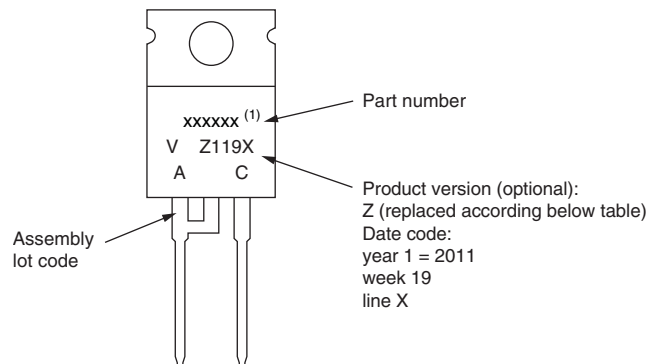 xxxxxx (1)
V Z119X
A C
Part number
Product version (optional):
Z (replaced according below table)
Date code:
year 1 = 2011
week 19
line X
Assembly
lot code